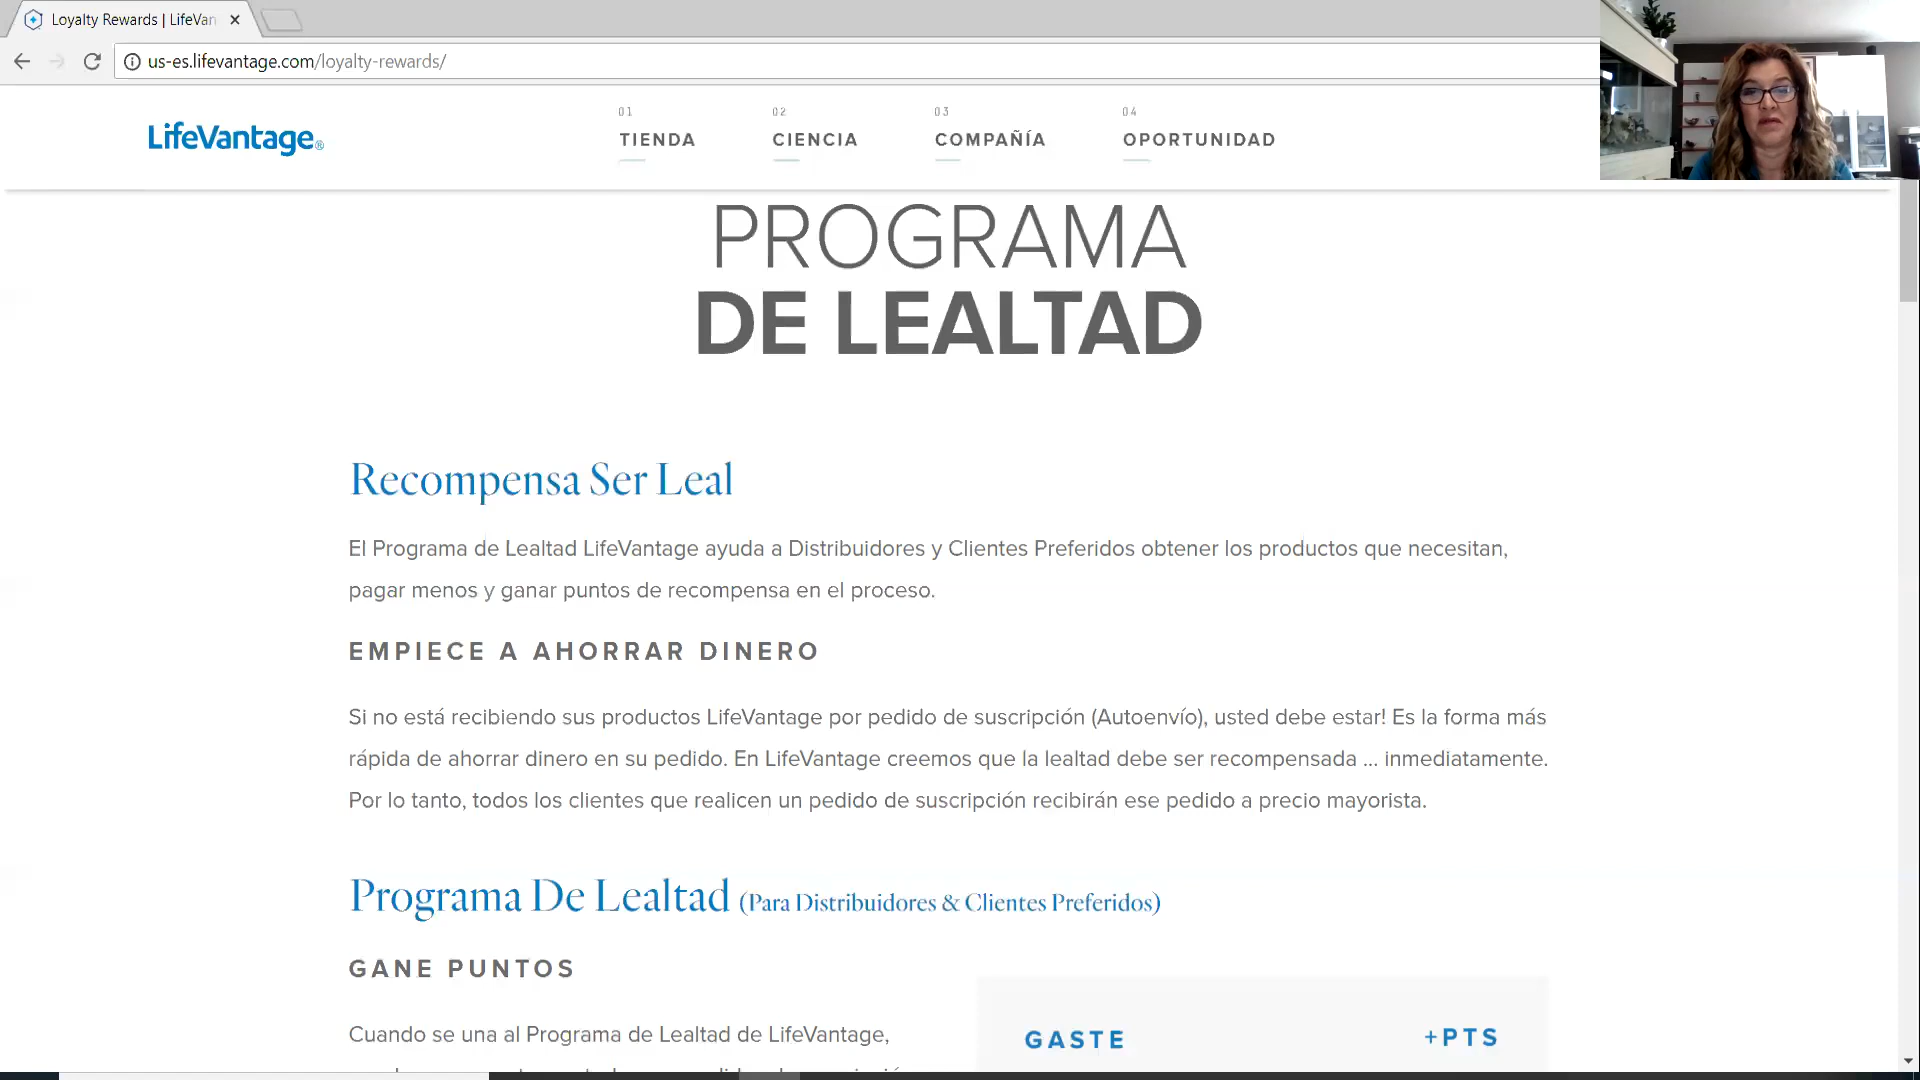 Loyalty Rewards | LifeVan
us-es.lifevantage.com/loyalty-rewards/
LifeVantage®
01 02 03 04
TIENDA CIENCIA COMPAÑÍA OPORTUNIDAD
PROGRAMA
DE LEALTAD
Recompensa Ser Leal
El Programa de Lealtad LifeVantage ayuda a Distribuidores y Clientes Preferidos obtener los productos que necesitan,
pagar menos y ganar puntos de recompensa en el proceso.
EMPIECE A AHORRAR DINERO
Si no está recibiendo sus productos LifeVantage por pedido de suscripción (Autoenvío), usted debe estar! Es la forma más
rápida de ahorrar dinero en su pedido. En LifeVantage creemos que la lealtad debe ser recompensada ... inmediatamente.
Por lo tanto, todos los clientes que realicen un pedido de suscripción recibirán ese pedido a precio mayorista.
Programa De Lealtad (Para Distribuidores & Clientes Preferidos)
GANE PUNTOS
Cuando se una al Programa de Lealtad de LifeVantage,
GASTE +PTS